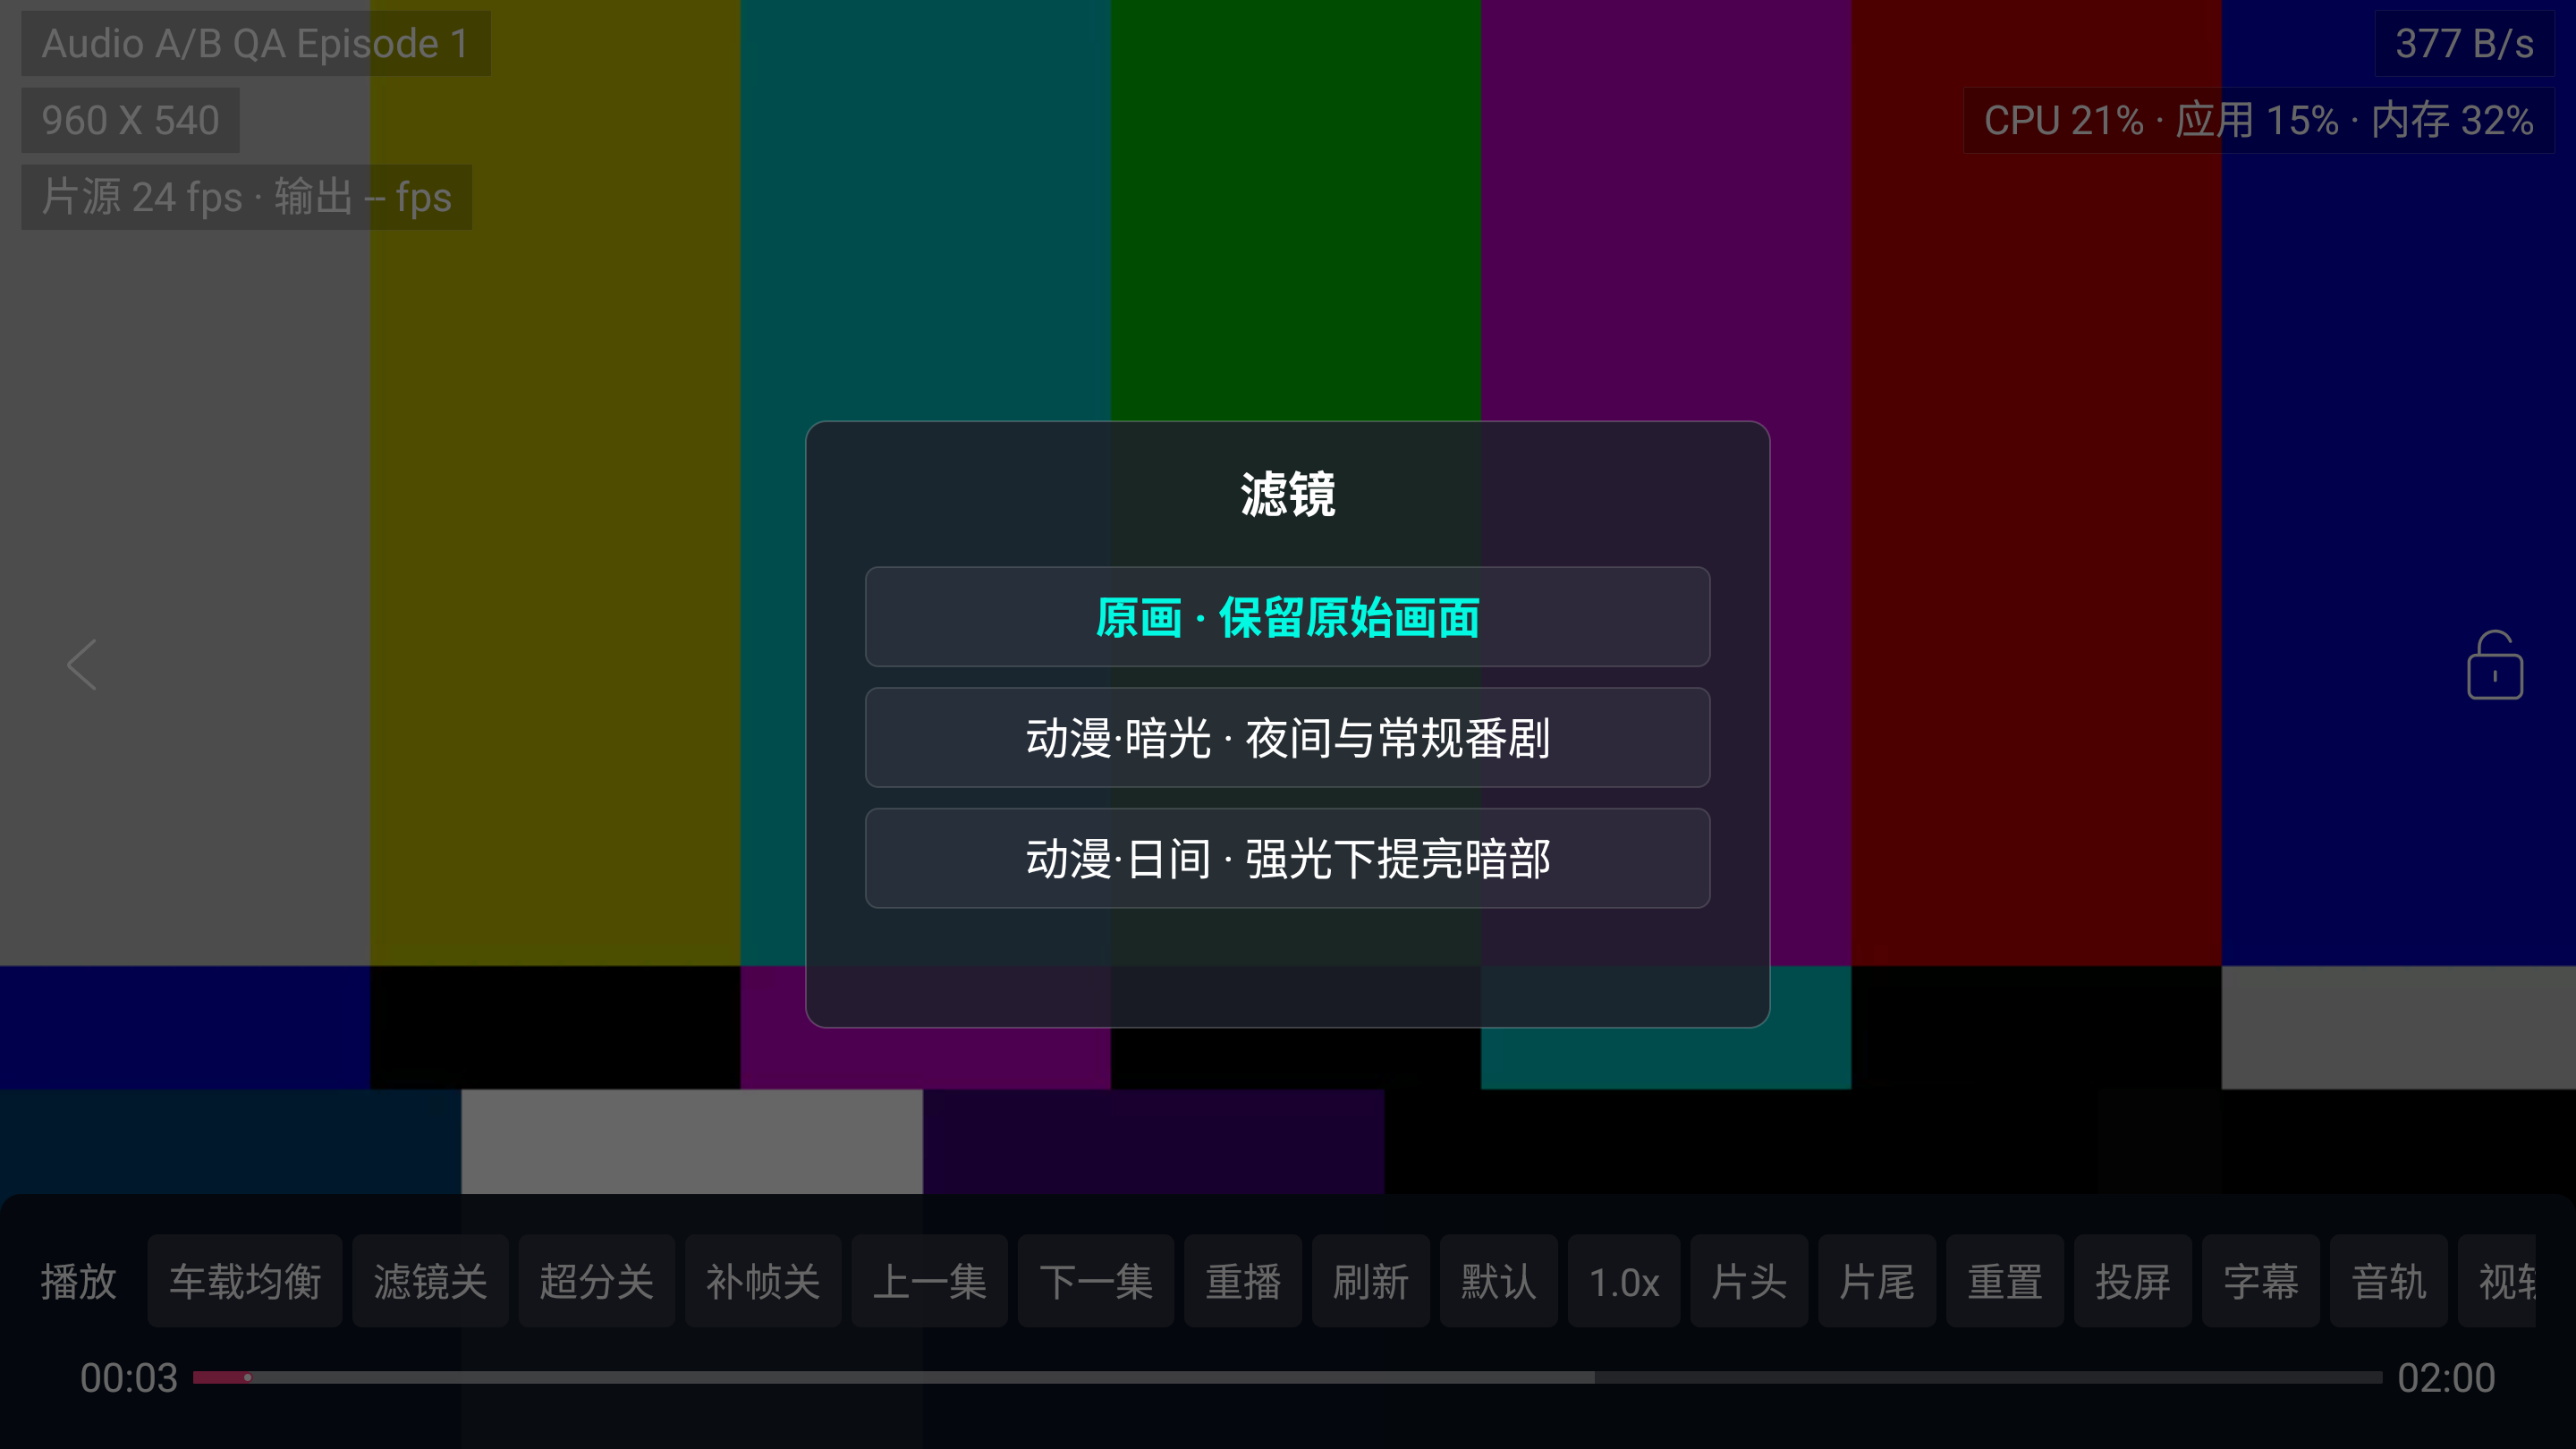 Audio A/B QA Episode 1
377 B/s
960 X 540
CPU 21% · 应用 15% · 内存 32%
片源 24 fps · 输出 -- fps
滤镜
原画 · 保留原始画面
动漫·暗光 · 夜间与常规番剧
动漫·日间 · 强光下提亮暗部
播放 车载均衡 滤镜关 超分关 补帧关 上一集 下一集 重播 刷新 默认 1.0x 片头 片尾 重置 投屏 字幕 音轨 视
00:03 02:00